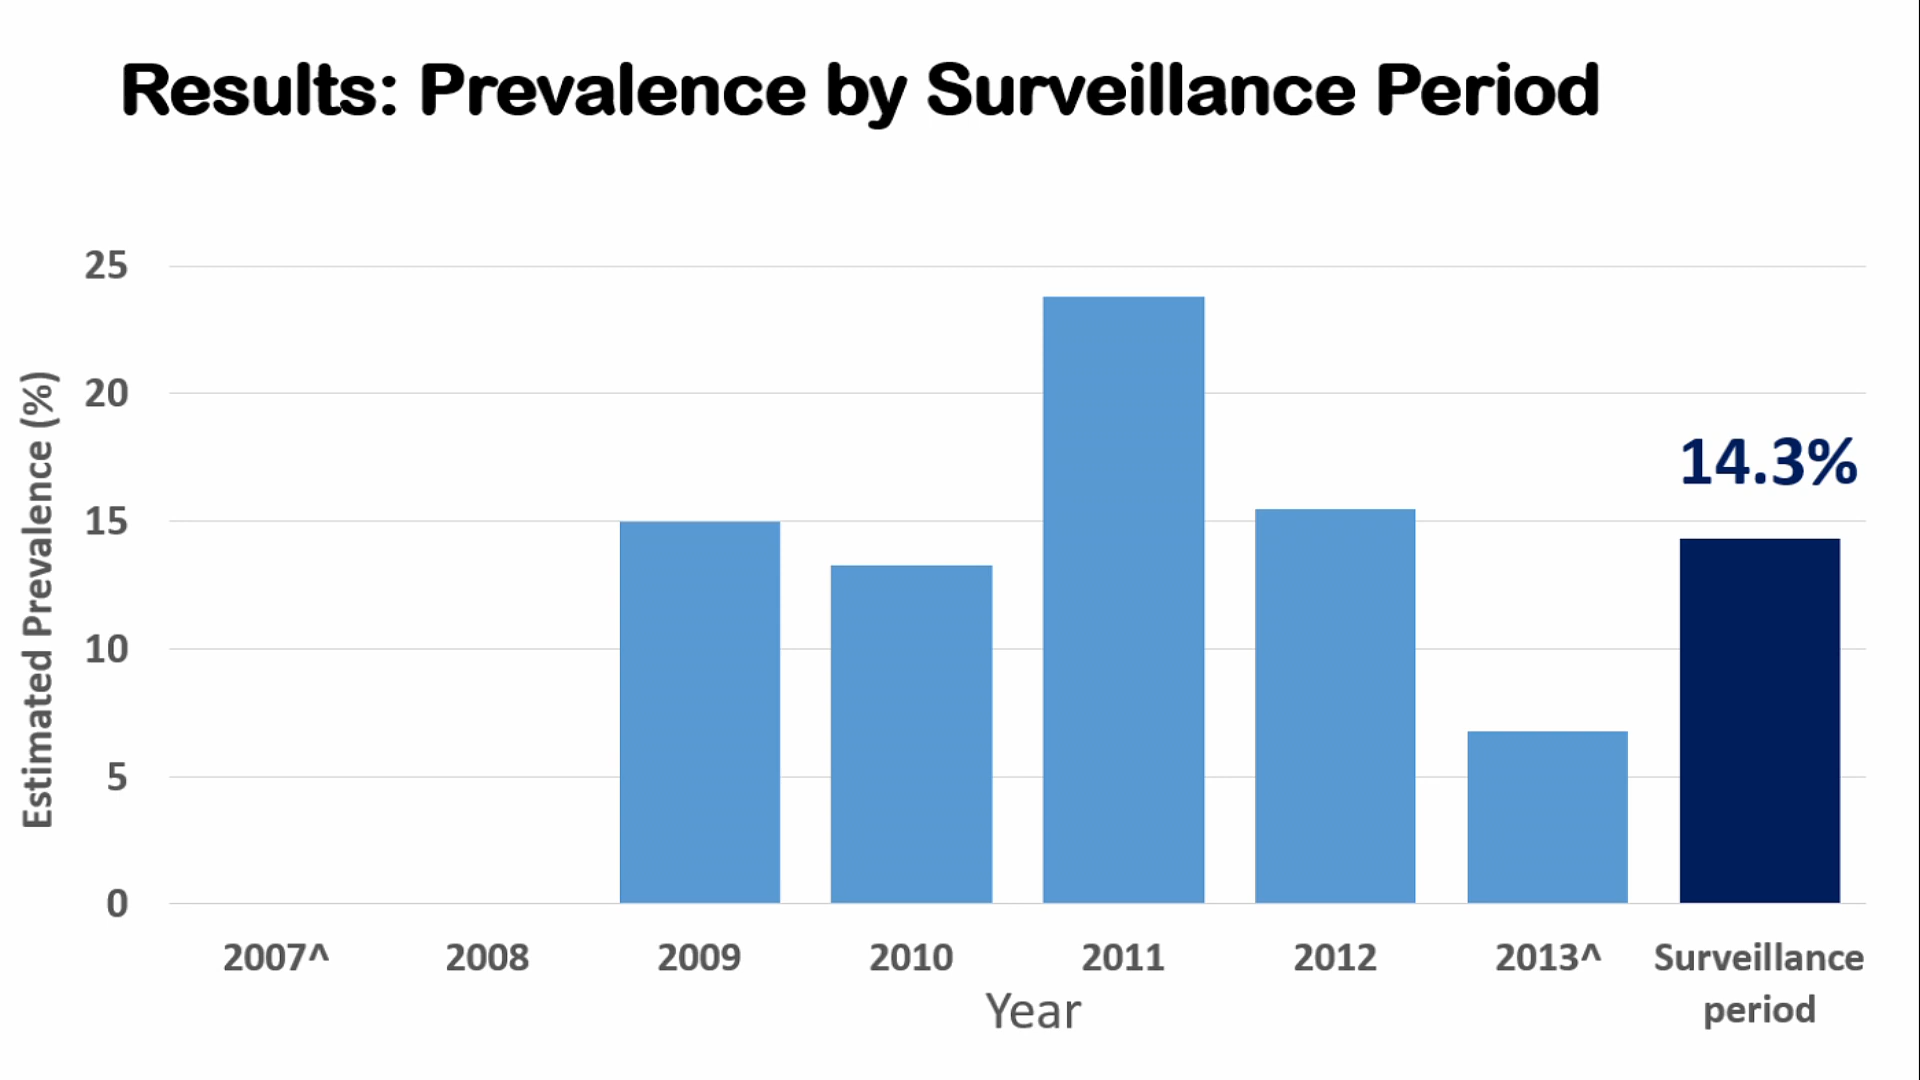 Results: Prevalence by Surveillance Period
25
20
15
10
5
0
Estimated Prevalence (%)
14.3%
2007^ 2008 2009 2010 2011 2012 2013^ Surveillance
period
Year